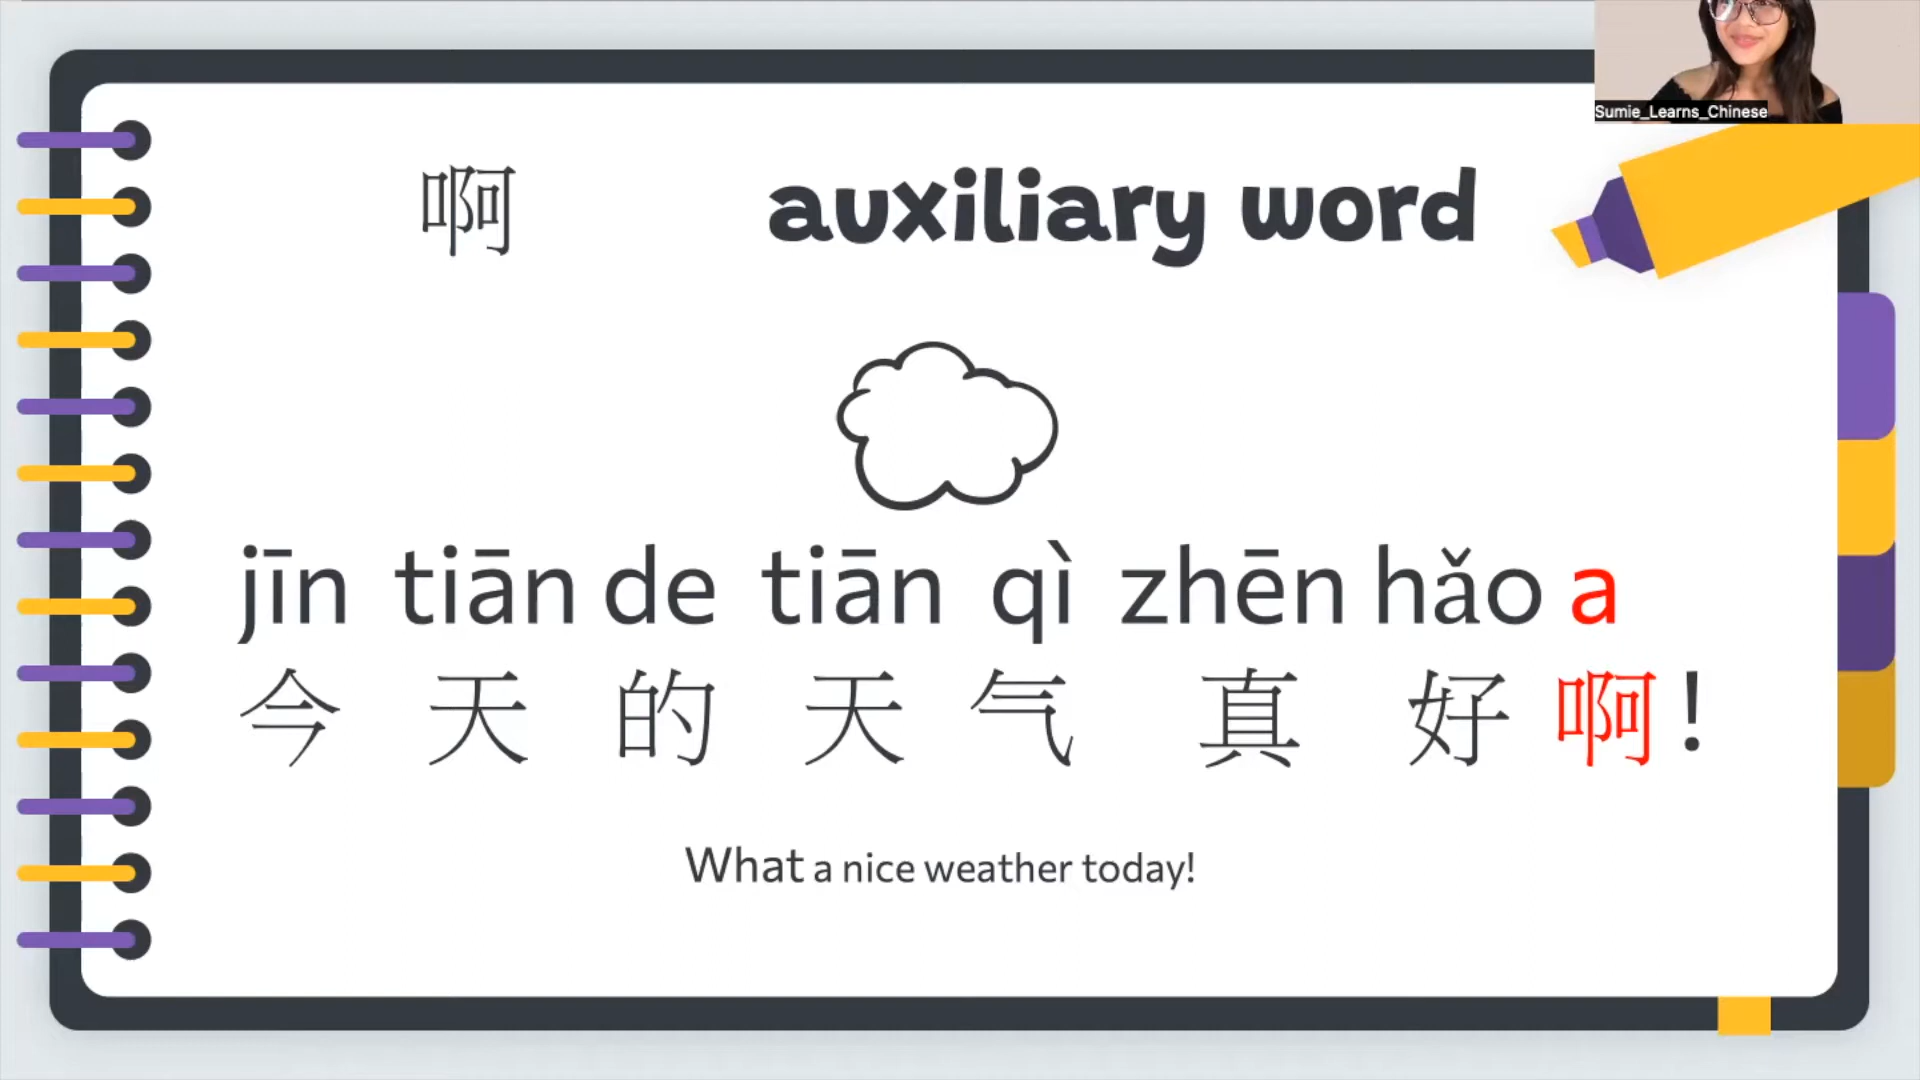 Sumie_Learns_Chinese
啊 auxiliary word
jīn tiān de tiān qì zhēn hǎo a
今天的天气真好啊!
What a nice weather today!